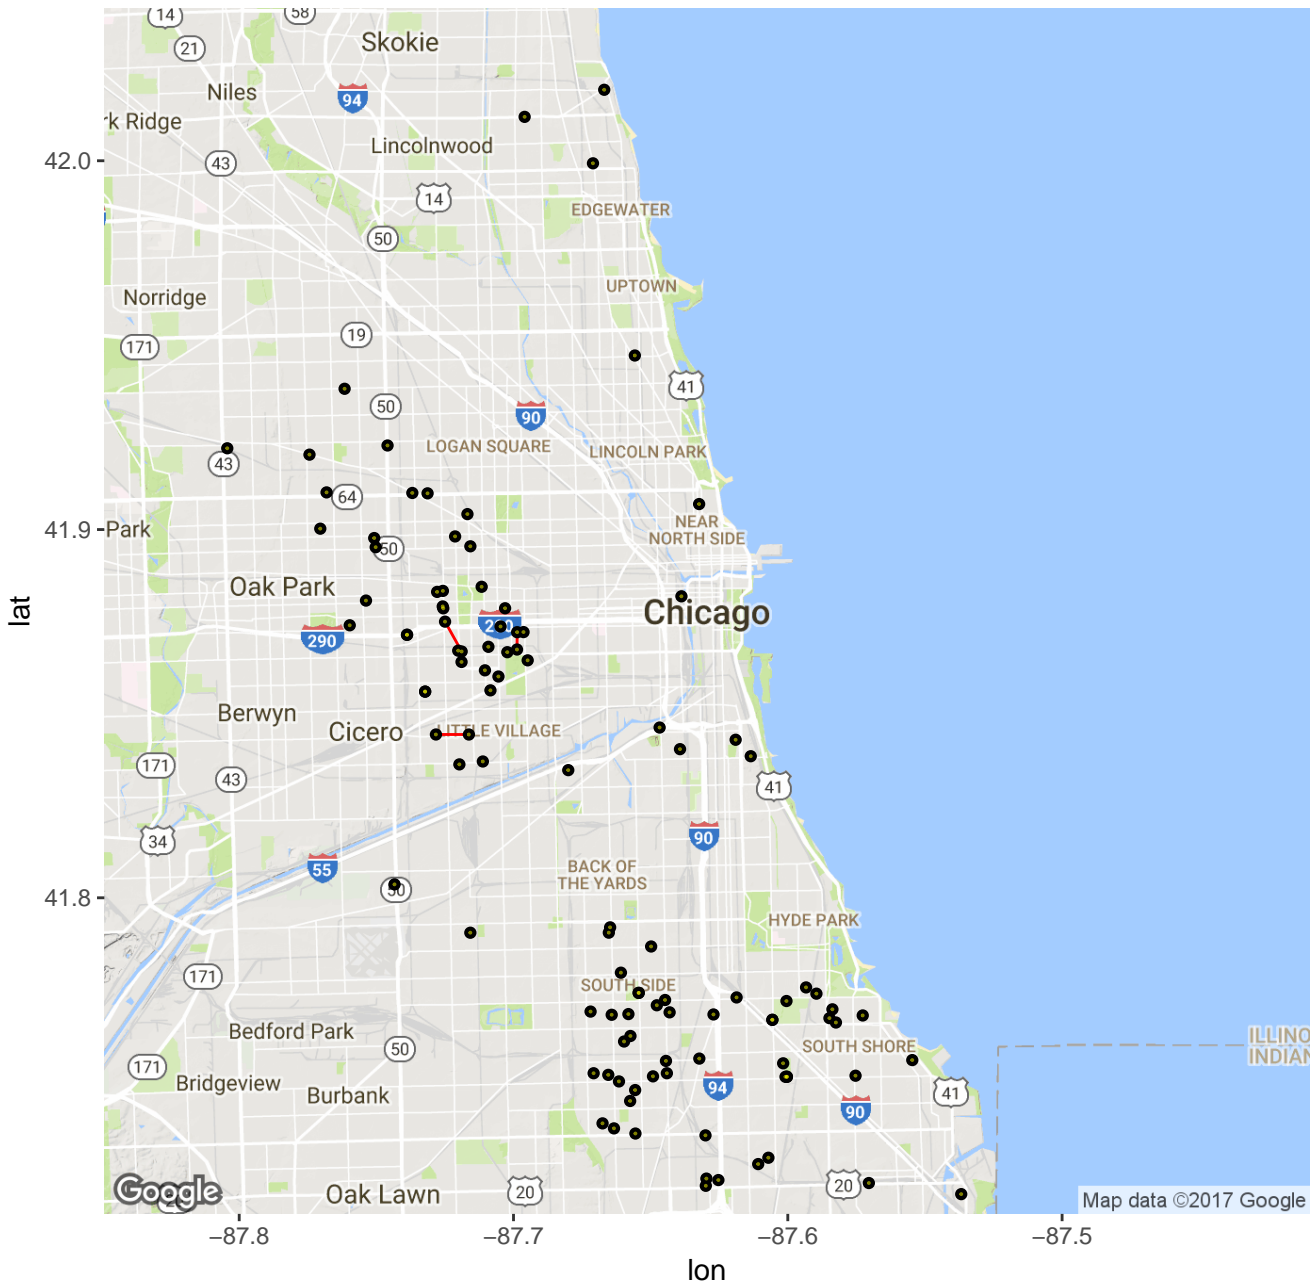 14
58
21
Skokie
Niles
94
rk Ridge
Lincolnwood
42.0
43
14
EDGEWATER
50
UPTOWN
Norridge
19
171
41
50
90
LOGAN SQUARE
LINCOLN PARK
43
64
NEAR
NORTH SIDE
41.9
Park
50
Oak Park
Chicago
290
290
lat
Berwyn
Cicero
LITTLE VILLAGE
171
43
41
34
90
55
BACK OF
THE YARDS
41.8
50
HYDE PARK
171
SOUTH SIDE
Bedford Park
50
SOUTH SHORE
ILLINO
INDIAN
171
Bridgeview
Burbank
94
41
90
Google
Oak Lawn
20
20
Map data ©2017 Google
−87.8
−87.7
−87.6
−87.5
lon